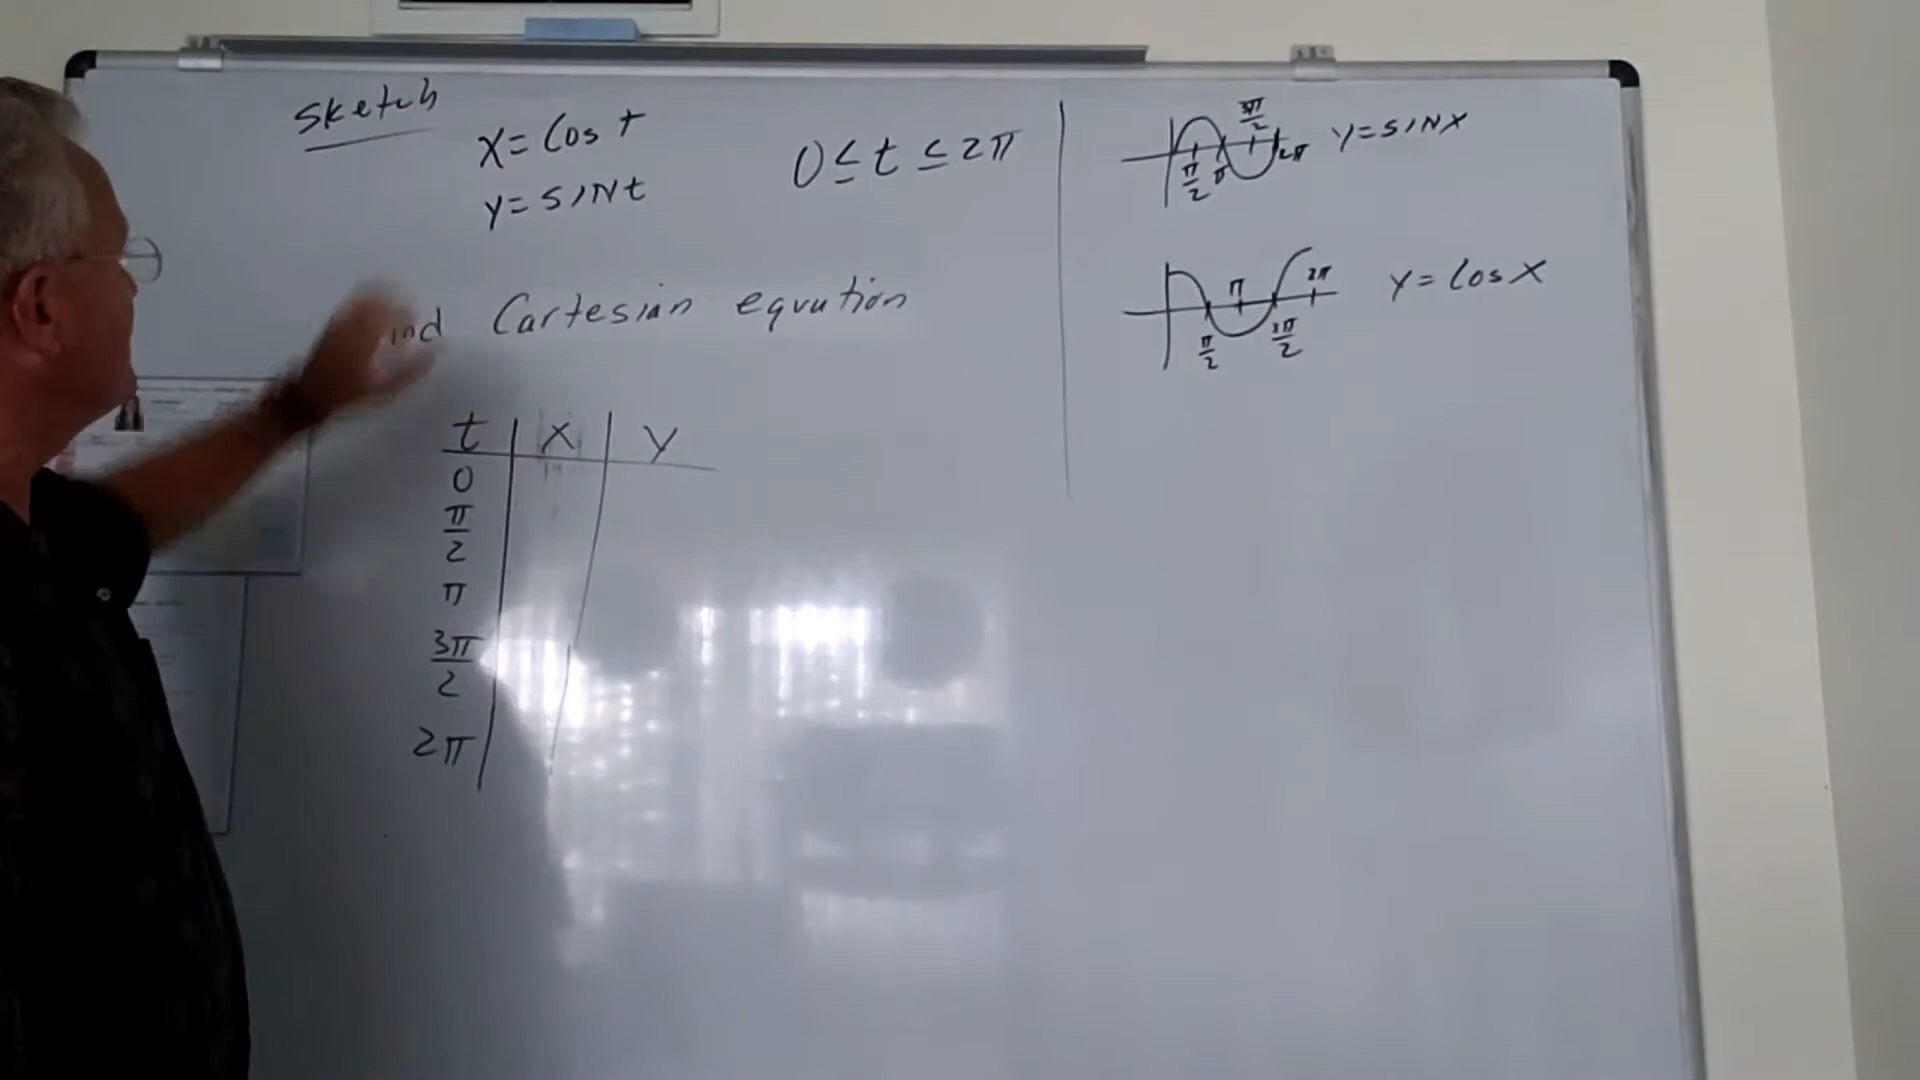 sketch
x = cos t
y = sin t
0 ≤ t ≤ 2π
Cartesian equation
t x y
0
π/2
π
3π/2
2π
3π/2
π/2 π 2π
y = sin x
π 2π
π/2 3π/2
y = cos x